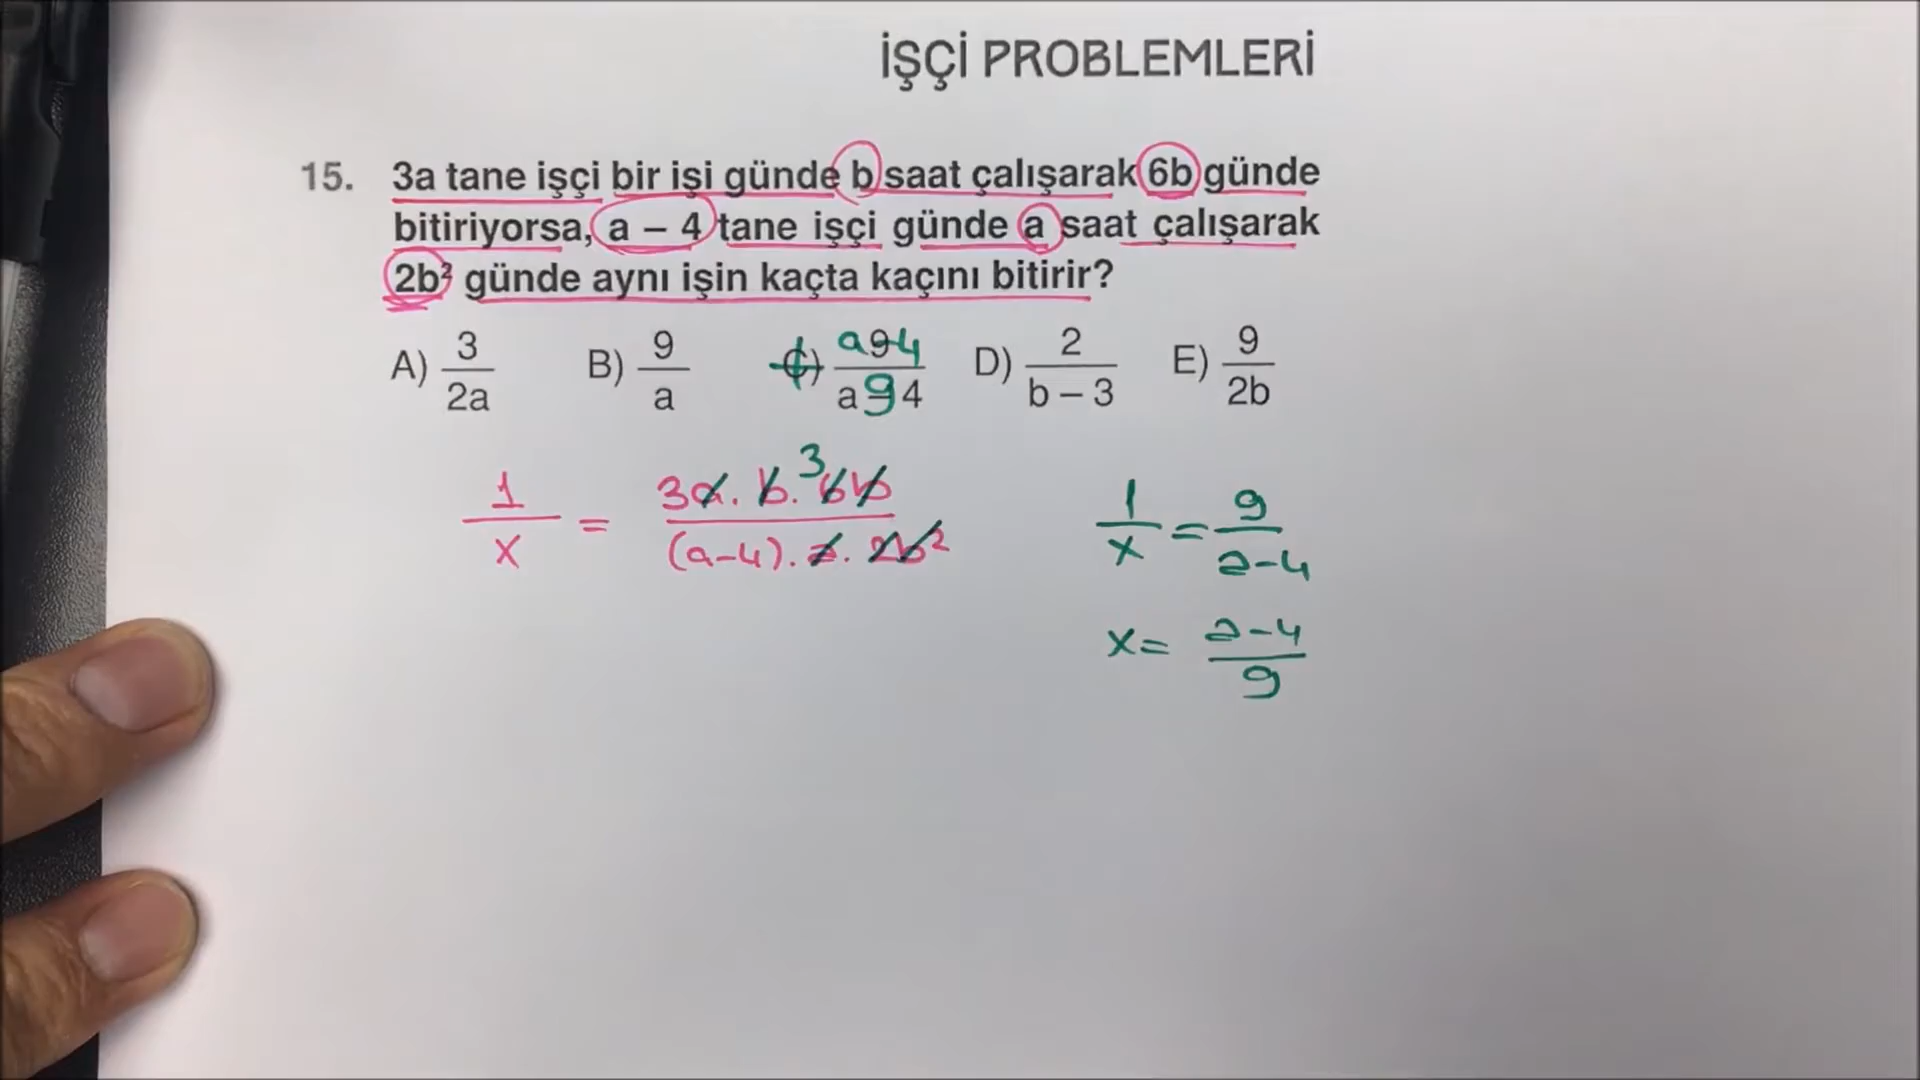 İŞÇİ PROBLEMLERİ
15. 3a tane işçi bir işi günde b saat çalışarak 6b günde
bitiriyorsa, a – 4 tane işçi günde a saat çalışarak
2b² günde aynı işin kaçta kaçını bitirir?
A) 3/2a B) 9/a C) a-4/9 D) 2/b – 3 E) 9/2b
1/x = 3a. b. 3 6b/(a-4). a. 2b²
1/x = 9/a-4
x = a-4/9